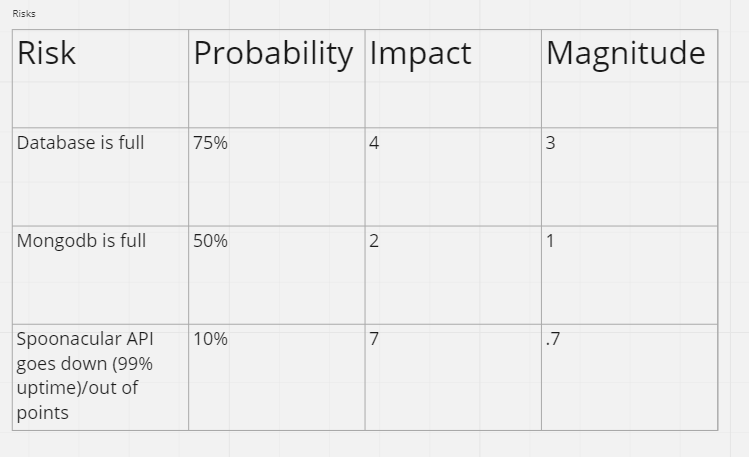 Risks
Risk Probability Impact Magnitude
Database is full 75% 4 3
Mongodb is full 50% 2 1
Spoonacular API 10% 7 .7
goes down (99%
uptime)/out of
points